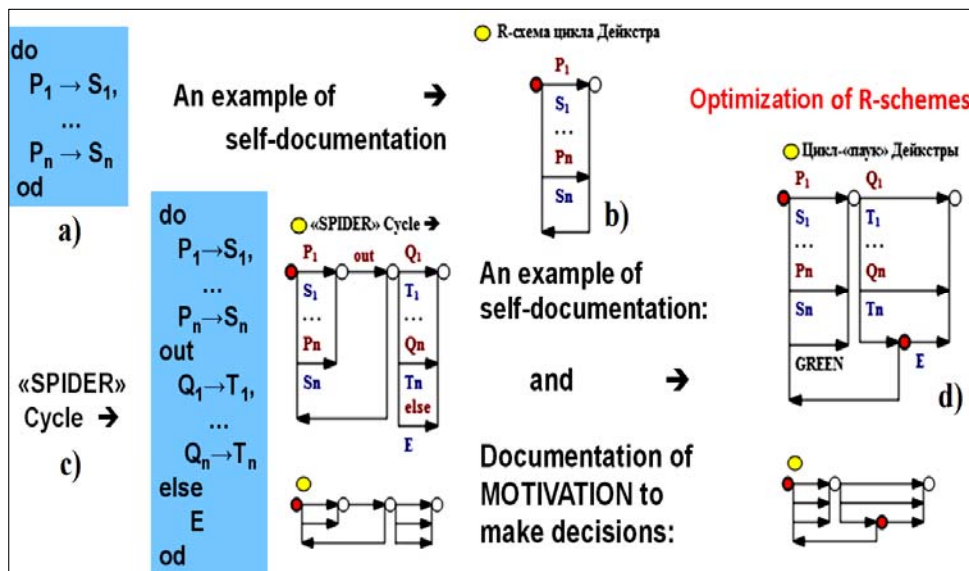 do
P₁ → S₁,
...
Pₙ → Sₙ
od
a)
An example of ➔
self-documentation
R-схема цикла Дейкстра
P₁
S₁
...
Pn
Sn
b)
Optimization of R-schemes
Цикл-«паук» Дейкстры
P₁ Q₁
S₁ T₁
... ...
Pn Qn
Sn Tn
GREEN E
d)
«SPIDER»
Cycle ➔
c)
do
P₁→S₁,
...
Pₙ→Sₙ
out
Q₁→T₁,
...
Qₙ→Tₙ
else
E
od
«SPIDER» Cycle ➔
P₁ out Q₁
S₁ T₁
... ...
Pn Qn
Sn Tn
else
E
An example of
self-documentation:
and ➔
Documentation of
MOTIVATION to
make decisions: